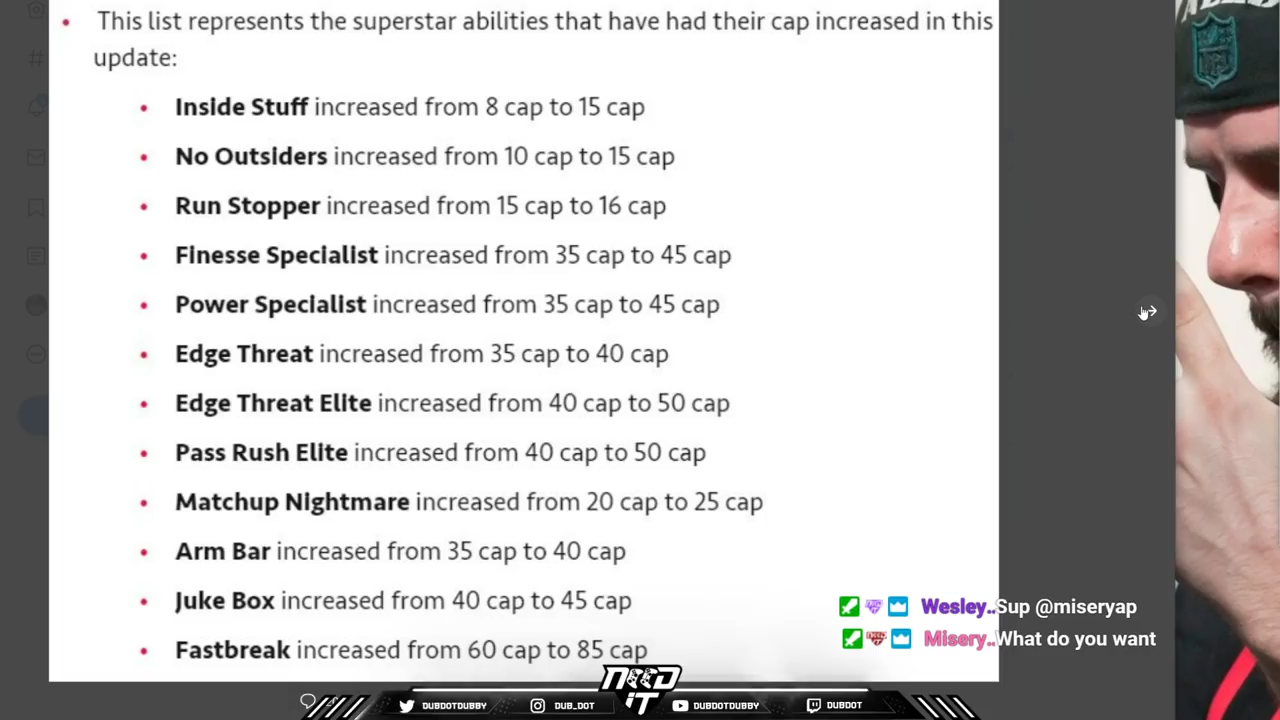 This list represents the superstar abilities that have had their cap increased in this
update:
Inside Stuff increased from 8 cap to 15 cap
No Outsiders increased from 10 cap to 15 cap
Run Stopper increased from 15 cap to 16 cap
Finesse Specialist increased from 35 cap to 45 cap
Power Specialist increased from 35 cap to 45 cap
Edge Threat increased from 35 cap to 40 cap
Edge Threat Elite increased from 40 cap to 50 cap
Pass Rush Elite increased from 40 cap to 50 cap
Matchup Nightmare increased from 20 cap to 25 cap
Arm Bar increased from 35 cap to 40 cap
Juke Box increased from 40 cap to 45 cap
Fastbreak increased from 60 cap to 85 cap
Wesley..Sup @miseryap
Misery..What do you want
NEED
IT
DUBDOTDUBBY
DUB_DOT
DUBDOTDUBBY
DUBDOT
NFL